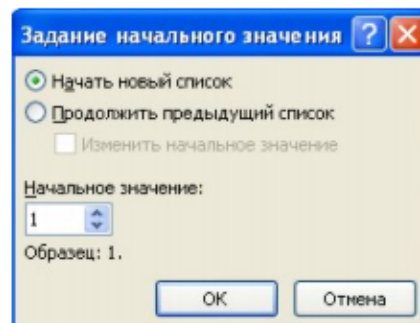 Задание начального значения
Начать новый список
Продолжить предыдущий список
Изменить начальное значение
Начальное значение:
1
Образец: 1.
ОК
Отмена